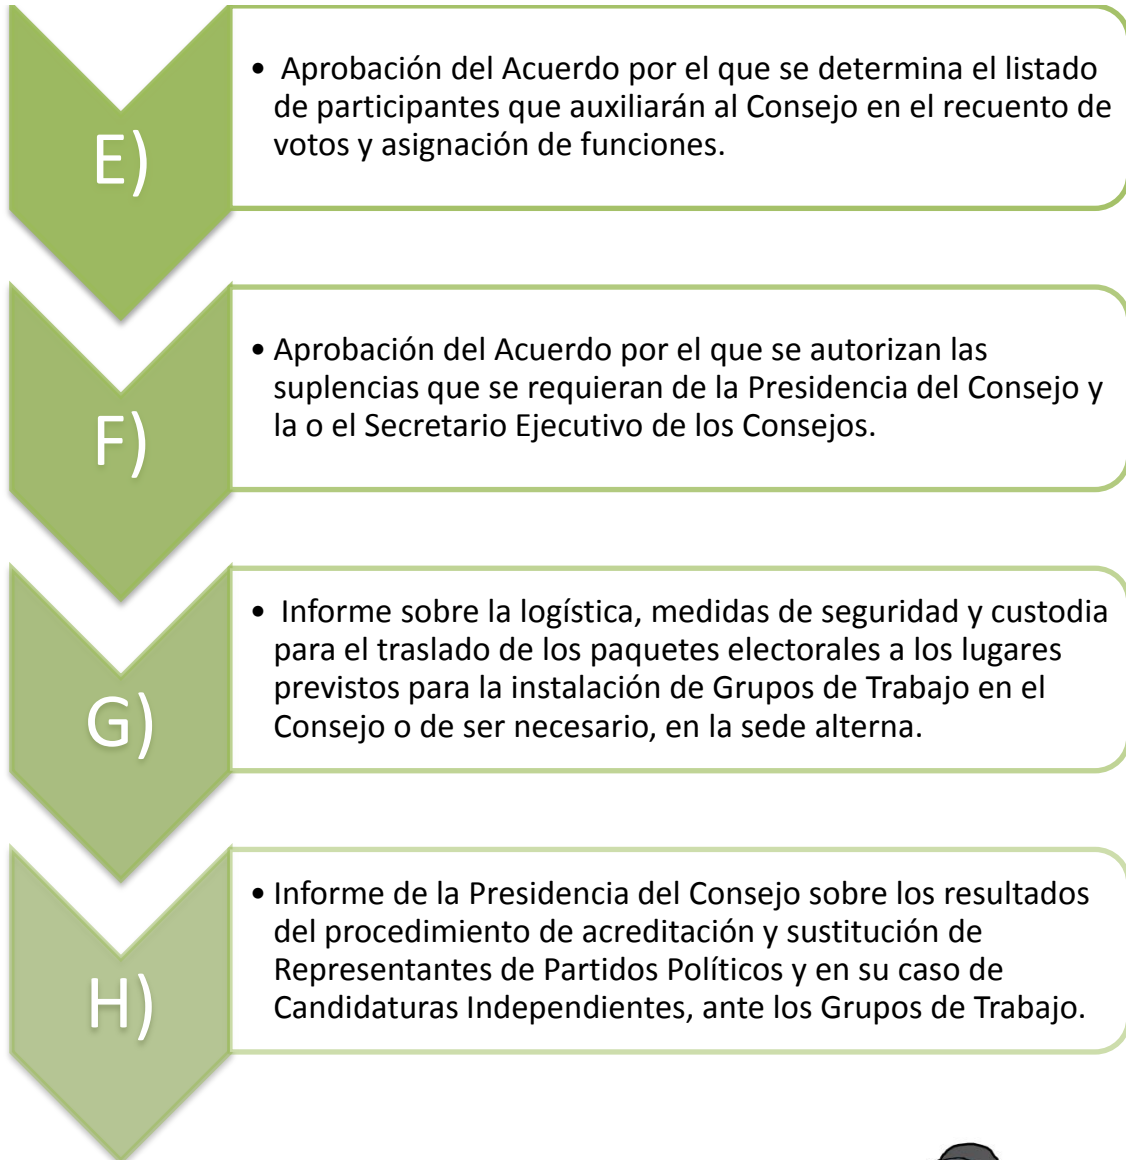 E)
• Aprobación del Acuerdo por el que se determina el listado
de participantes que auxiliarán al Consejo en el recuento de
votos y asignación de funciones.
F)
• Aprobación del Acuerdo por el que se autorizan las
suplencias que se requieran de la Presidencia del Consejo y
la o el Secretario Ejecutivo de los Consejos.
G)
• Informe sobre la logística, medidas de seguridad y custodia
para el traslado de los paquetes electorales a los lugares
previstos para la instalación de Grupos de Trabajo en el
Consejo o de ser necesario, en la sede alterna.
H)
• Informe de la Presidencia del Consejo sobre los resultados
del procedimiento de acreditación y sustitución de
Representantes de Partidos Políticos y en su caso de
Candidaturas Independientes, ante los Grupos de Trabajo.